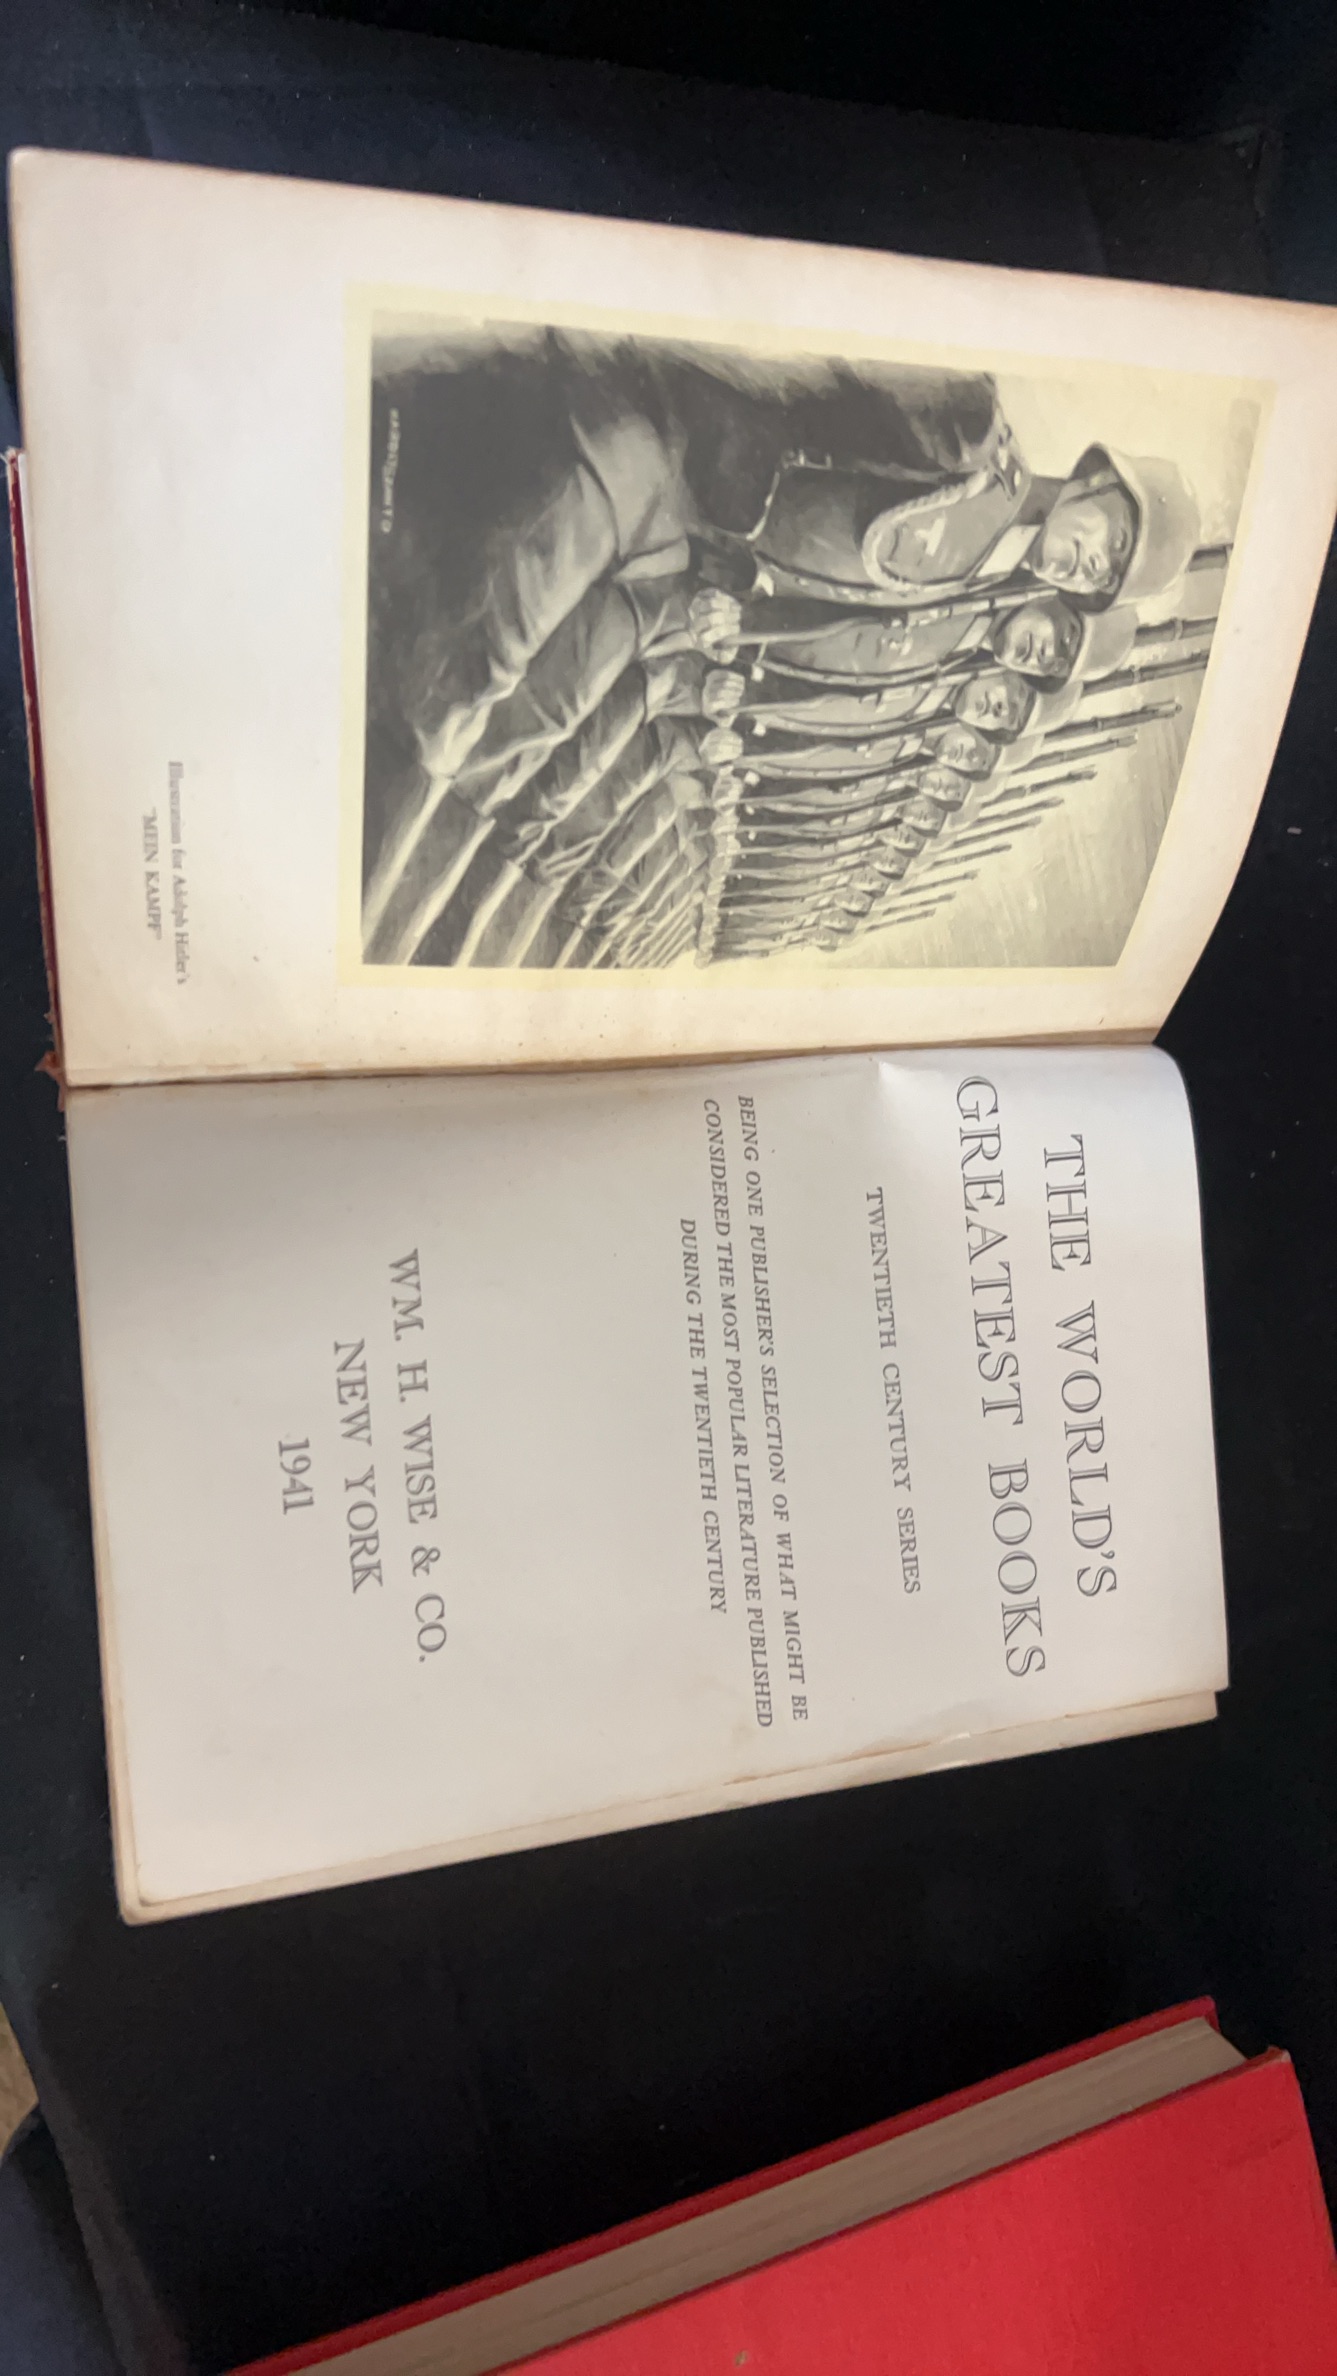 Illustration for Adolph Hitler's
"MEIN KAMPF"
THE WORLD'S
GREATEST BOOKS
TWENTIETH CENTURY SERIES
BEING ONE PUBLISHER'S SELECTION OF WHAT MIGHT BE
CONSIDERED THE MOST POPULAR LITERATURE PUBLISHED
DURING THE TWENTIETH CENTURY
WM. H. WISE & CO.
NEW YORK
1941